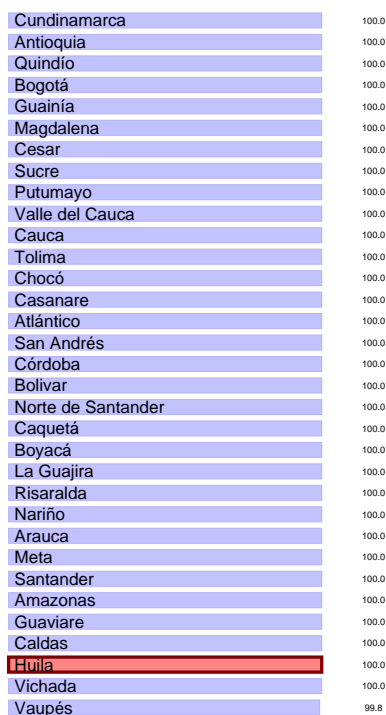 Cundinamarca 100.0
Antioquia 100.0
Quindío 100.0
Bogotá 100.0
Guainía 100.0
Magdalena 100.0
Cesar 100.0
Sucre 100.0
Putumayo 100.0
Valle del Cauca 100.0
Cauca 100.0
Tolima 100.0
Chocó 100.0
Casanare 100.0
Atlántico 100.0
San Andrés 100.0
Córdoba 100.0
Bolivar 100.0
Norte de Santander 100.0
Caquetá 100.0
Boyacá 100.0
La Guajira 100.0
Risaralda 100.0
Nariño 100.0
Arauca 100.0
Meta 100.0
Santander 100.0
Amazonas 100.0
Guaviare 100.0
Caldas 100.0
Huila 100.0
Vichada 100.0
Vaupés 99.8